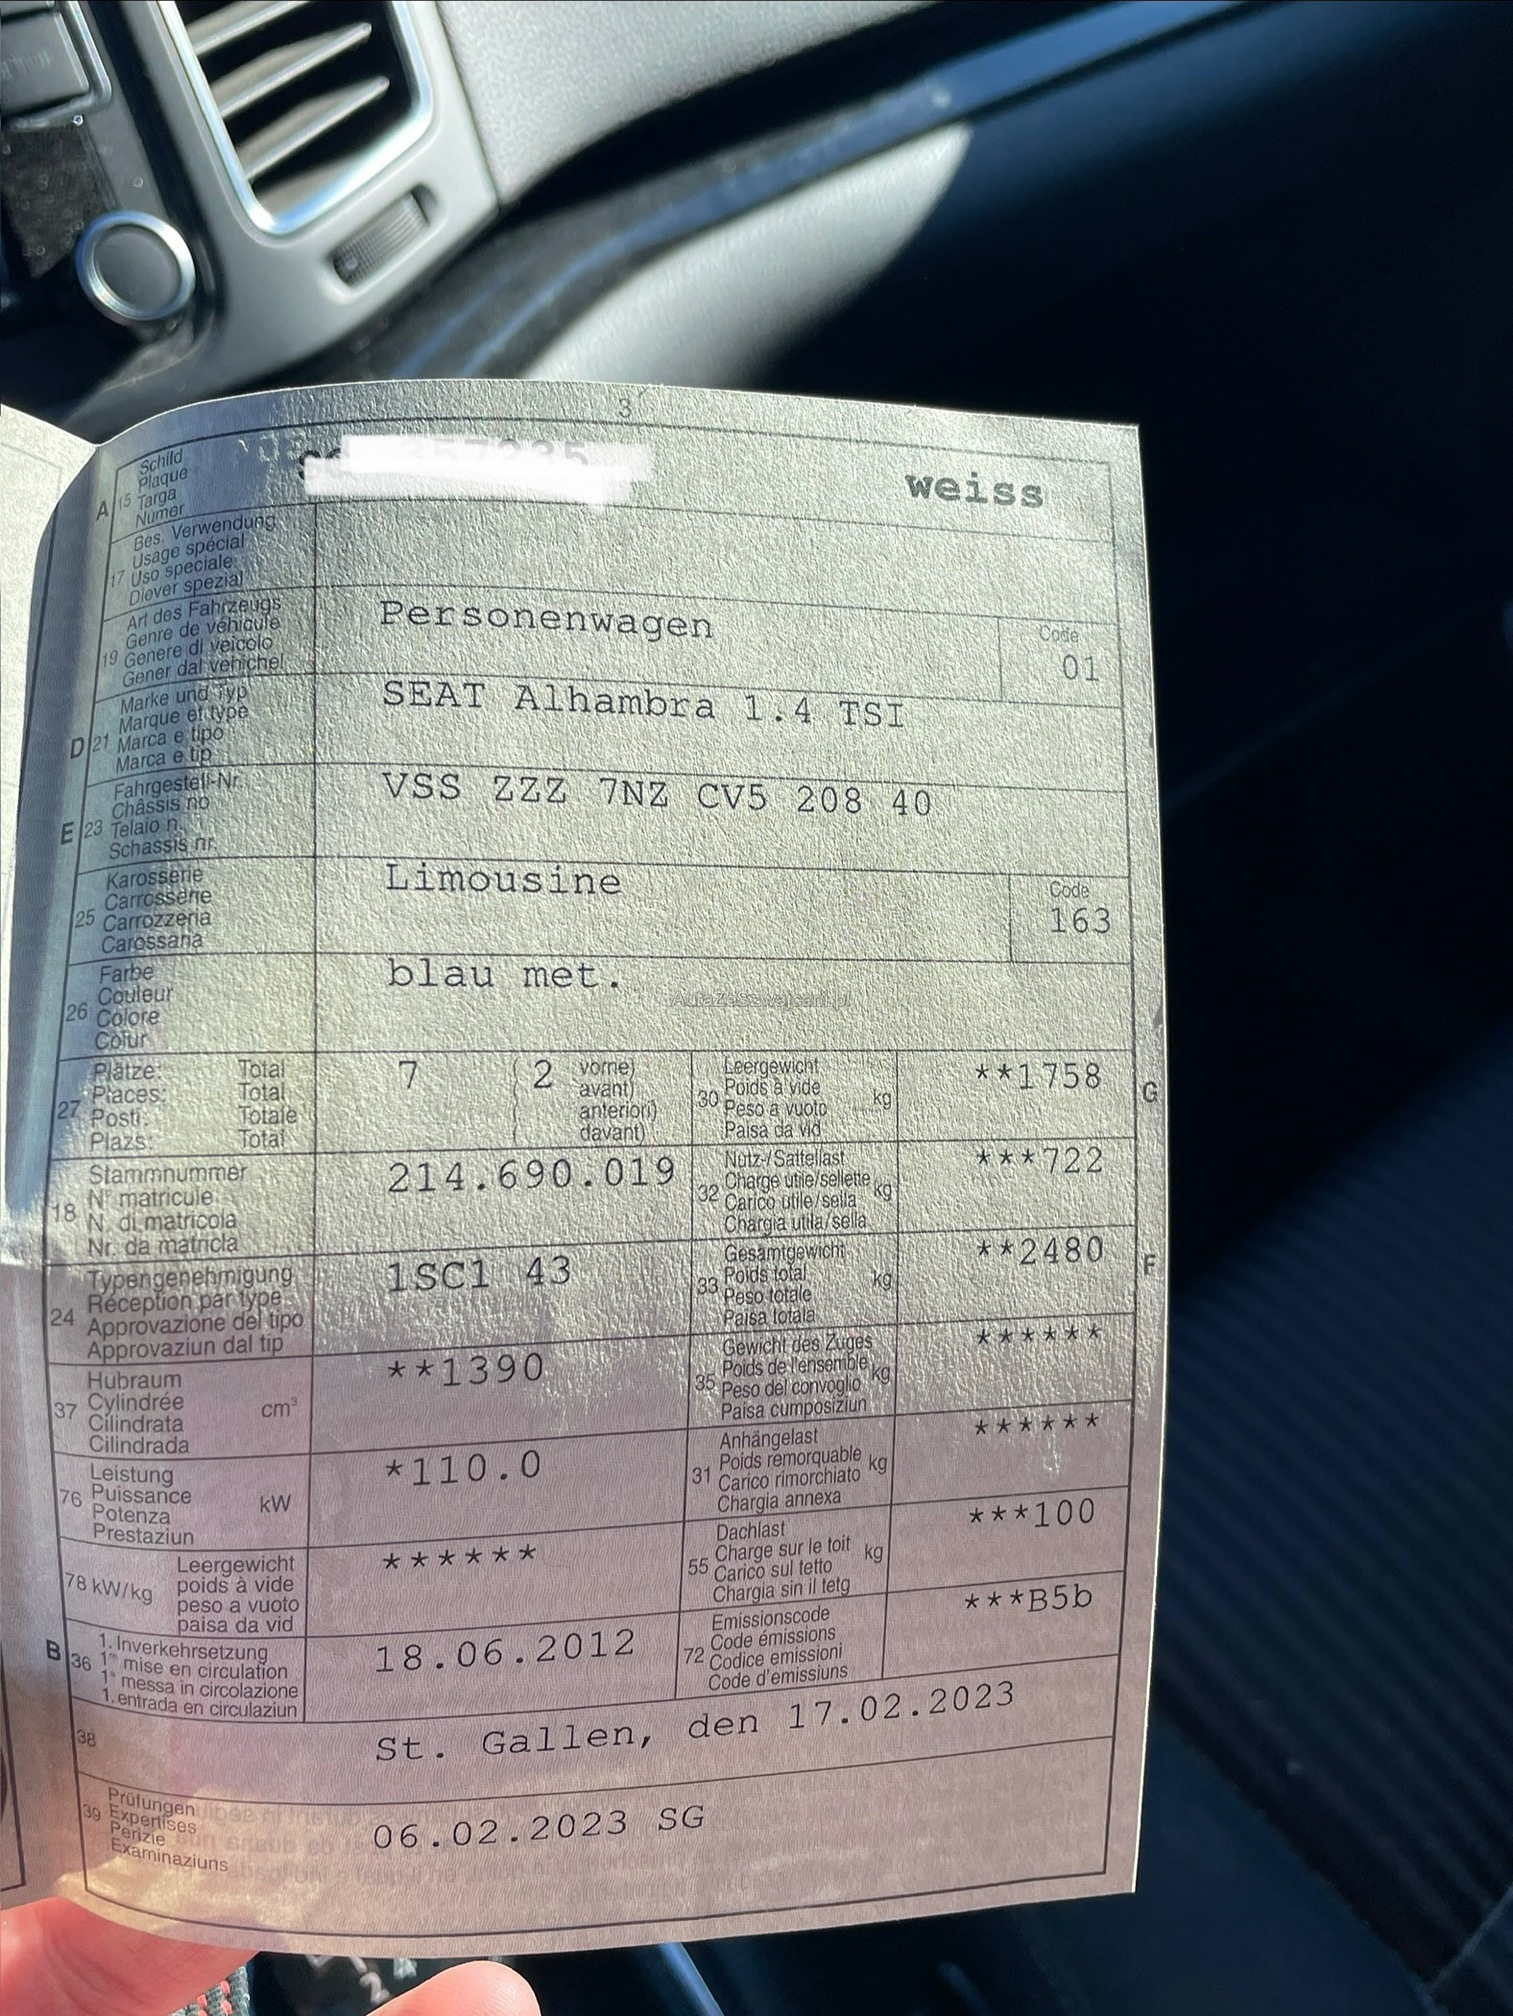 3
A 15 Schild
Plaque
Targa
Numer
weiss
17 Bes. Verwendung
Usage spécial
Uso speciale
Diever spezial
19 Art des Fahrzeugs
Genre de véhicule
Genere di veicolo
Gener dal vehichel
Personenwagen
Code
01
D 21 Marke und Typ
Marque et type
Marca e tipo
Marca e tip
SEAT Alhambra 1.4 TSI
E 23 Fahrgestell-Nr.
Châssis no
Telaio n.
Schassis nr.
VSS ZZZ 7NZ CV5 208 40
25 Karosserie
Carrosserie
Carrozzeria
Carossaria
Limousine
Code
163
26 Farbe
Couleur
Colore
Colur
blau met.
AutaZeSzwajcarii.pl
27 Plätze: Total
Places: Total
Posti: Totale
Plazs: Total
7 ( 2 vorne)
( avant)
( anteriori)
( davant)
30 Leergewicht
Poids à vide kg
Peso a vuoto
Paisa da vid
**1758
G
18 Stammnummer
N° matricule
N. di matricola
Nr. da matricla
214.690.019
32 Nutz-/Sattellast
Charge utile/sellette kg
Carico utile/sella
Chargia utila/sella
***722
24 Typengenehmigung
Réception par type
Approvazione del tipo
Approvaziun dal tip
1SC1 43
33 Gesamtgewicht
Poids total kg
Peso totale
Paisa totala
**2480
F
37 Hubraum
Cylindrée cm³
Cilindrata
Cilindrada
**1390
35 Gewicht des Zuges
Poids de l'ensemble kg
Peso del convoglio
Paisa cumposiziun
******
76 Leistung
Puissance kW
Potenza
Prestaziun
*110.0
31 Anhängelast
Poids remorquable kg
Carico rimorchiato
Chargia annexa
******
78 kW/kg Leergewicht
poids à vide
peso a vuoto
paisa da vid
******
55 Dachlast
Charge sur le toit kg
Carico sul tetto
Chargia sin il tetg
***100
B 36 1. Inverkehrsetzung
1re mise en circulation
1a messa in circolazione
1. entrada en circulaziun
18.06.2012
72 Emissionscode
Code émissions
Codice emissioni
Code d'emissiuns
***B5b
38
St. Gallen, den 17.02.2023
39 Prüfungen
Expertises
Perizie
Examinaziuns
06.02.2023 SG
2